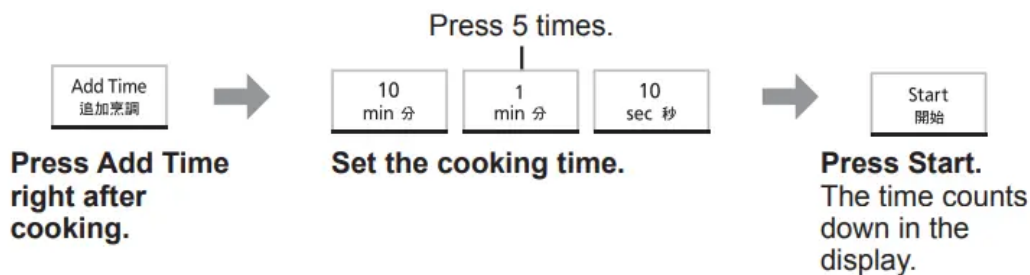 Press 5 times.
Add Time
追加烹調
10
min 分
1
min 分
10
sec 秒
Start
開始
Press Add Time
right after
cooking.
Set the cooking time.
Press Start.
The time counts
down in the
display.